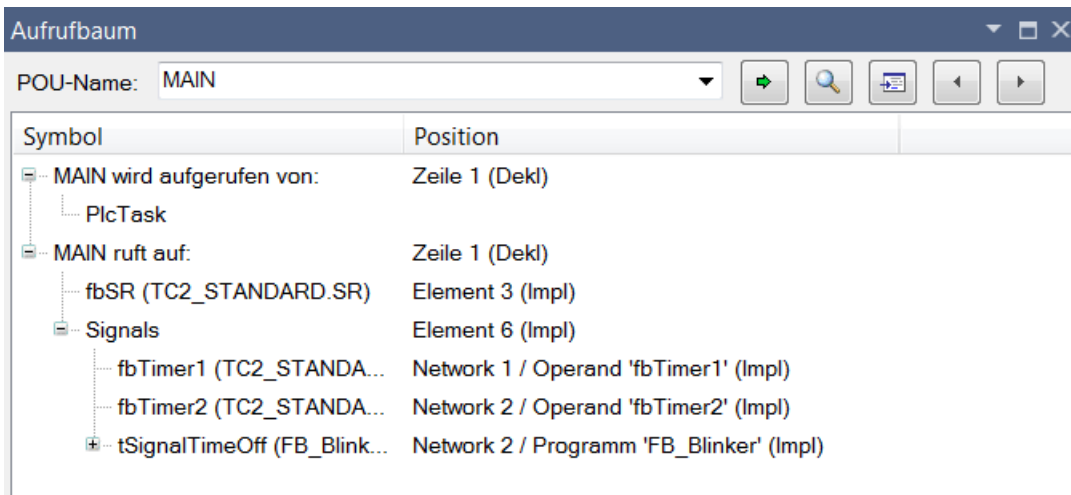 Aufrufbaum
POU-Name: MAIN
Symbol Position
MAIN wird aufgerufen von: Zeile 1 (Dekl)
PlcTask
MAIN ruft auf: Zeile 1 (Dekl)
fbSR (TC2_STANDARD.SR) Element 3 (Impl)
Signals Element 6 (Impl)
fbTimer1 (TC2_STANDA... Network 1 / Operand 'fbTimer1' (Impl)
fbTimer2 (TC2_STANDA... Network 2 / Operand 'fbTimer2' (Impl)
tSignalTimeOff (FB_Blink... Network 2 / Programm 'FB_Blinker' (Impl)